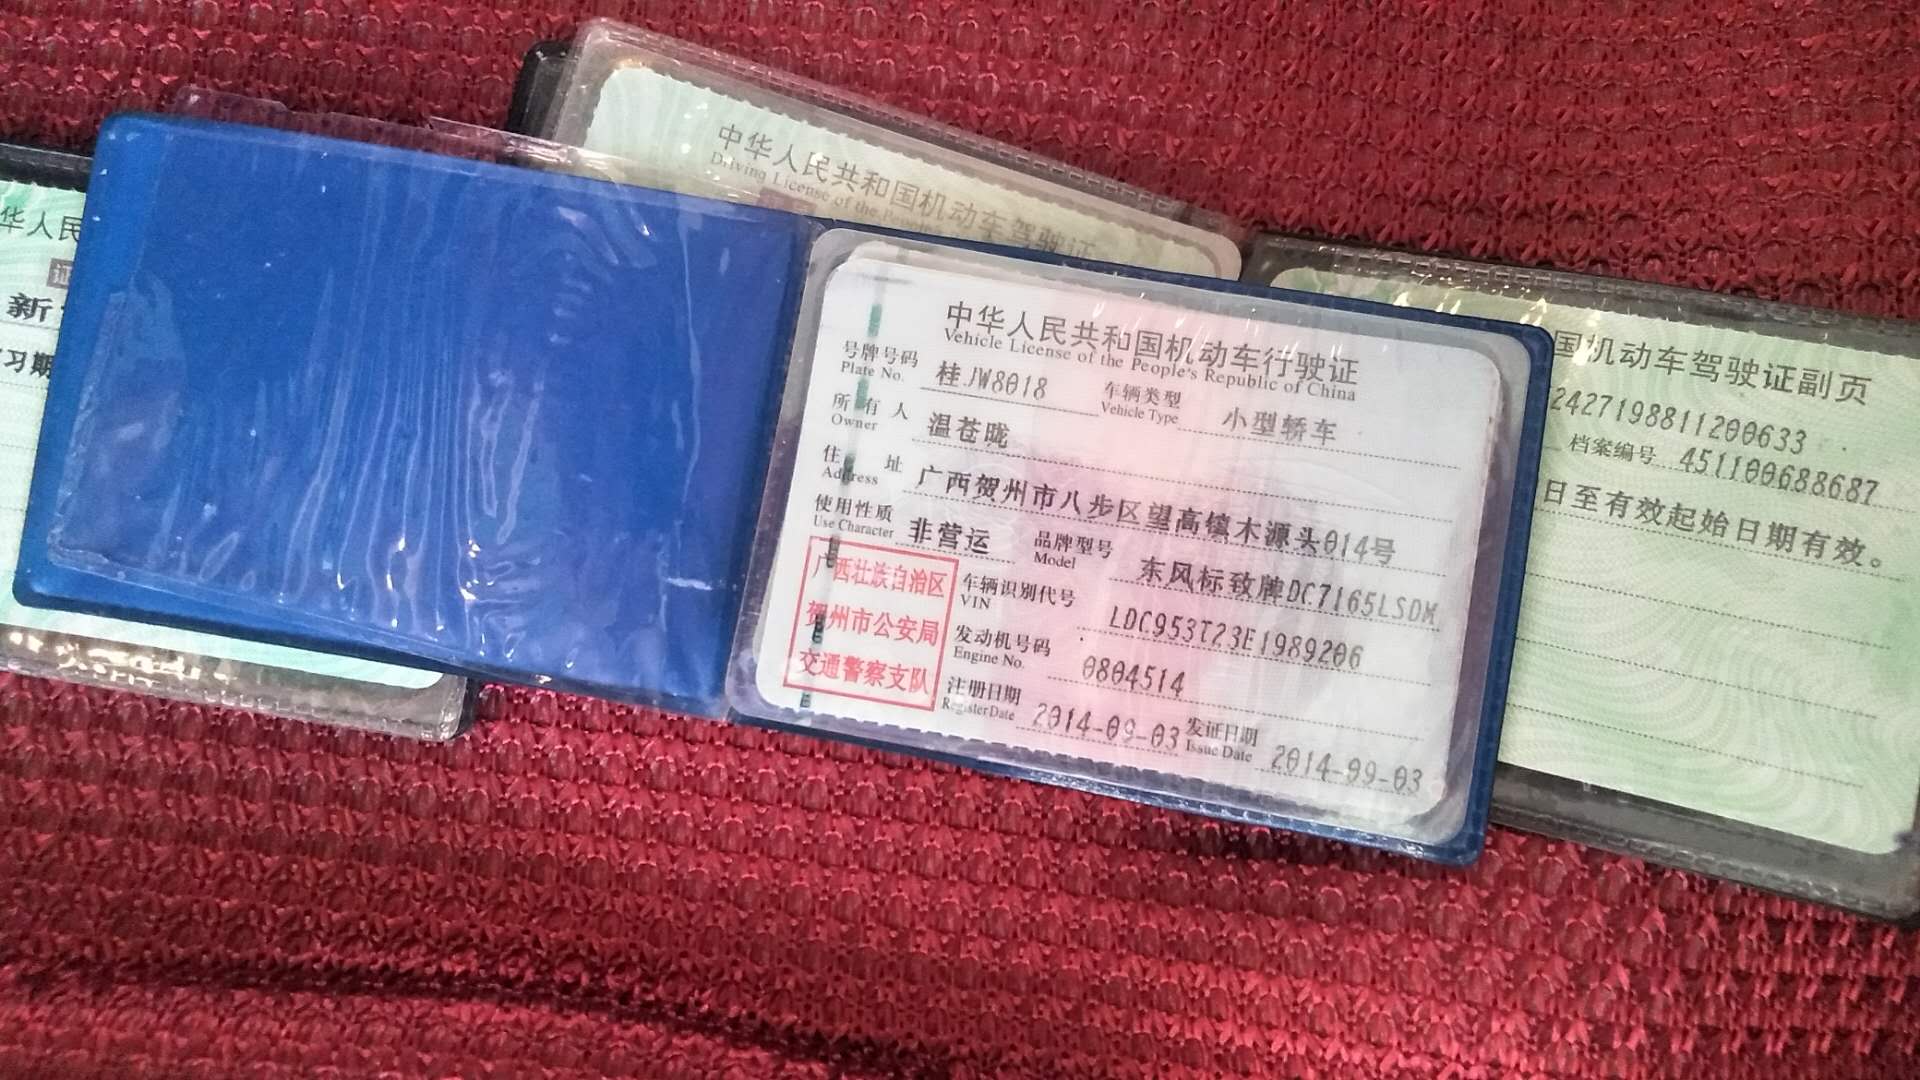 中华人民共和国机动车驾驶证
Driving License of the People's
华人民
证
新
习期
中华人民共和国机动车行驶证
Vehicle License of the People's Republic of China
号牌号码 桂JW8018 车辆类型 小型轿车
Plate No. Vehicle Type
所有人 温苍昽
Owner
住址 广西贺州市八步区望高镇木源头014号
Address
使用性质 非营运 品牌型号 东风标致牌DC7165LSDM
Use Character Model
车辆识别代号 LDC953T23E1989206
VIN
发动机号码 0804514
Engine No.
注册日期 2014-09-03 发证日期 2014-09-03
Register Date Issue Date
广西壮族自治区
贺州市公安局
交通警察支队
国机动车驾驶证副页
2427198811200633
档案编号 451100688687
日至有效起始日期有效。